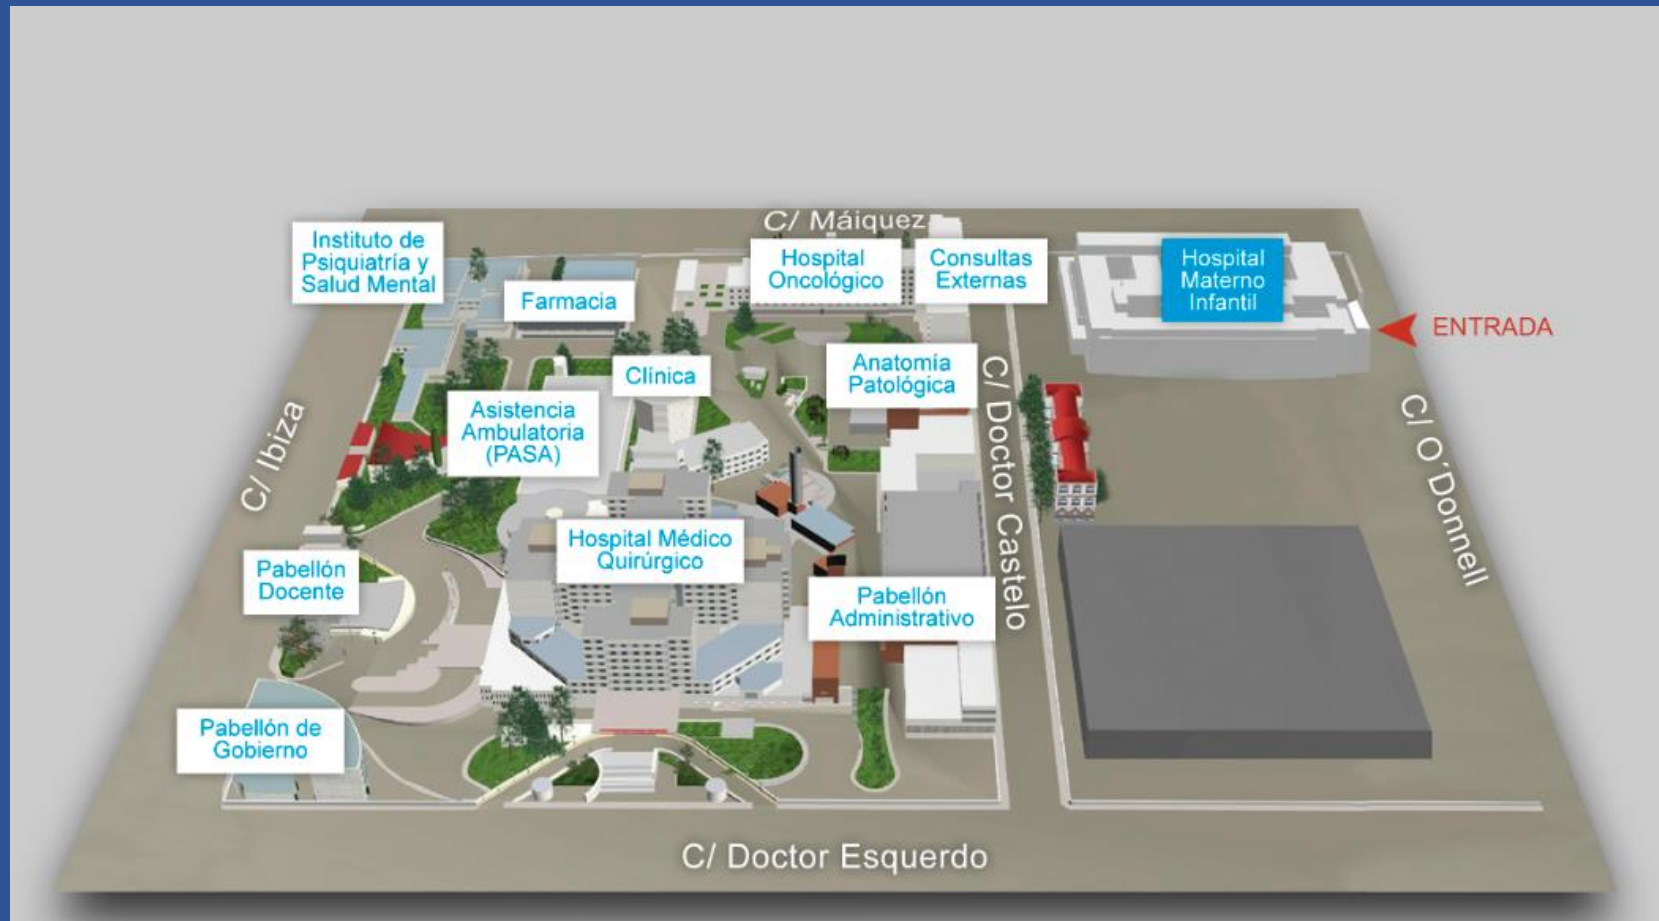 C/ Máiquez
Instituto de
Psiquiatría y
Salud Mental
Farmacia
Hospital
Oncológico
Consultas
Externas
Hospital
Materno
Infantil
ENTRADA
Clínica
Anatomía
Patológica
Asistencia
Ambulatoria
(PASA)
C/ Ibiza
C/ Doctor Castelo
C/ O´Donnell
Hospital Médico
Quirúrgico
Pabellón
Docente
Pabellón
Administrativo
Pabellón de
Gobierno
C/ Doctor Esquerdo